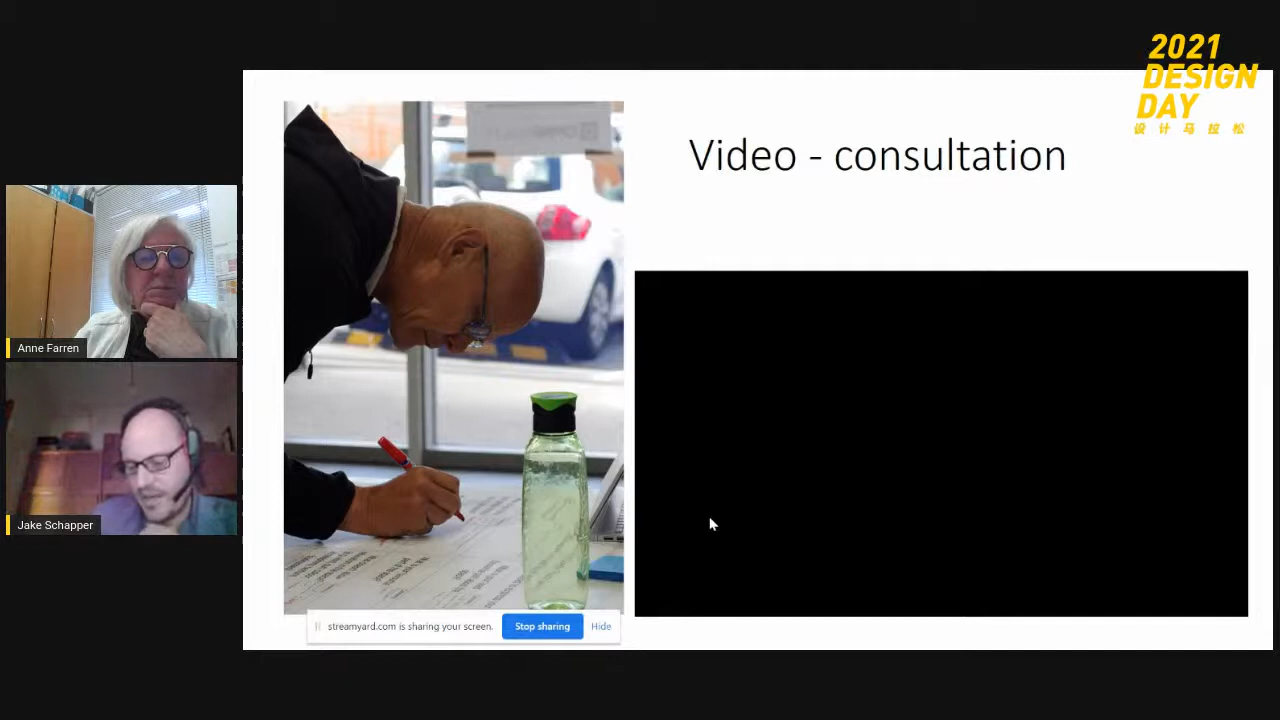 2021
DESIGN
DAY
设计马拉松
Video - consultation
Anne Farren
Jake Schapper
streamyard.com is sharing your screen.
Stop sharing
Hide